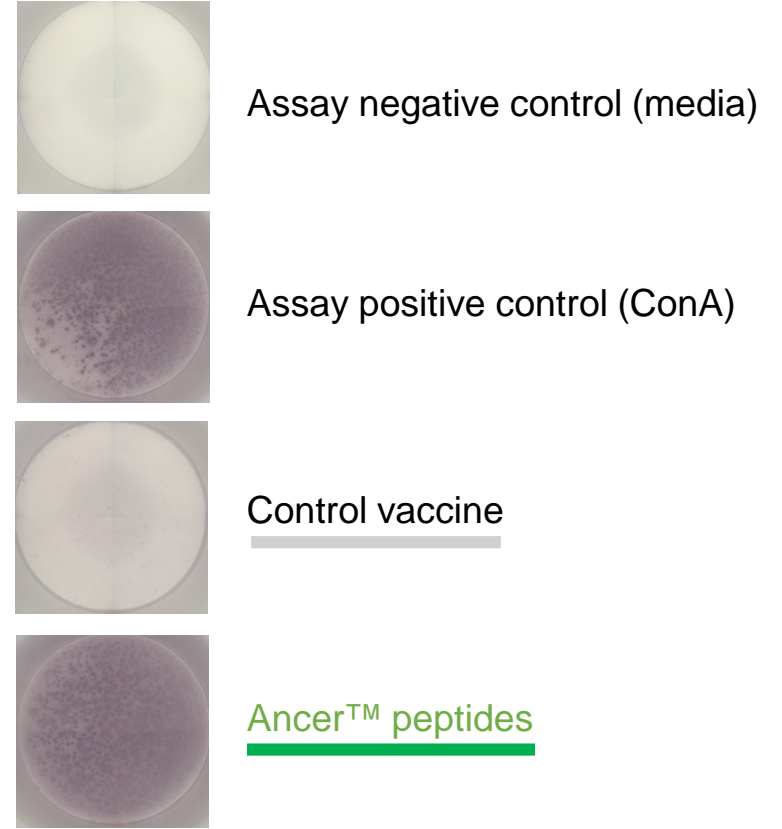 Assay negative control (media)
Assay positive control (ConA)
Control vaccine
Ancer™ peptides